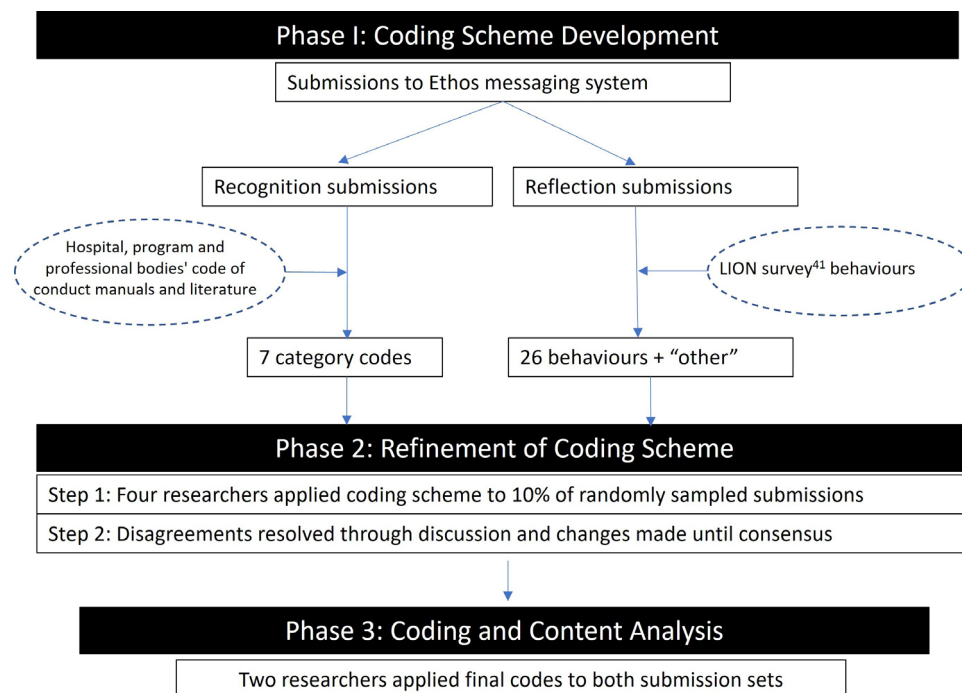 Phase I: Coding Scheme Development
Submissions to Ethos messaging system
Recognition submissions
Reflection submissions
Hospital, program and
professional bodies' code of
conduct manuals and literature
LION survey41 behaviours
7 category codes
26 behaviours + “other”
Phase 2: Refinement of Coding Scheme
Step 1: Four researchers applied coding scheme to 10% of randomly sampled submissions
Step 2: Disagreements resolved through discussion and changes made until consensus
Phase 3: Coding and Content Analysis
Two researchers applied final codes to both submission sets